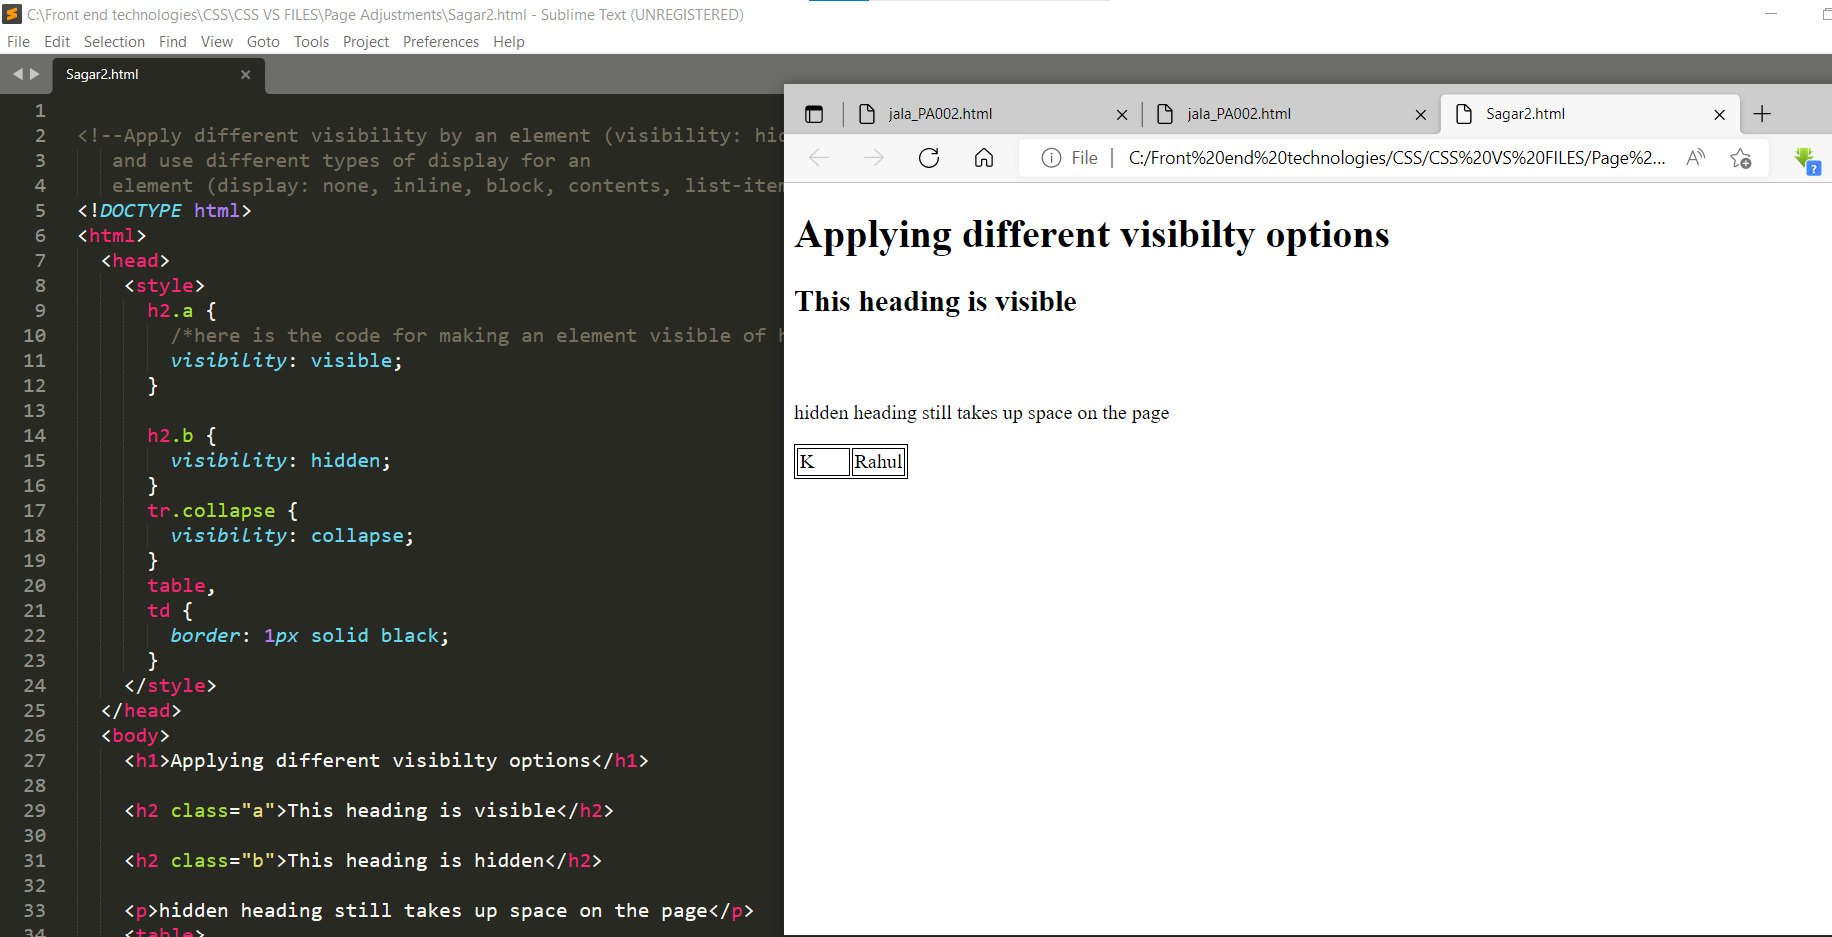 C:\Front end technologies\CSS\CSS VS FILES\Page Adjustments\Sagar2.html - Sublime Text (UNREGISTERED)
File Edit Selection Find View Goto Tools Project Preferences Help
Sagar2.html
1
2 <!--Apply different visibility by an element (visibility: hid
3 and use different types of display for an
4 element (display: none, inline, block, contents, list-item
5 <!DOCTYPE html>
6 <html>
7 <head>
8 <style>
9 h2.a {
10 /*here is the code for making an element visible of h
11 visibility: visible;
12 }
13
14 h2.b {
15 visibility: hidden;
16 }
17 tr.collapse {
18 visibility: collapse;
19 }
20 table,
21 td {
22 border: 1px solid black;
23 }
24 </style>
25 </head>
26 <body>
27 <h1>Applying different visibilty options</h1>
28
29 <h2 class="a">This heading is visible</h2>
30
31 <h2 class="b">This heading is hidden</h2>
32
33 <p>hidden heading still takes up space on the page</p>
34 <table>
jala_PA002.html jala_PA002.html Sagar2.html
File C:/Front%20end%20technologies/CSS/CSS%20VS%20FILES/Page%2...
Applying different visibilty options
This heading is visible
hidden heading still takes up space on the page
K Rahul